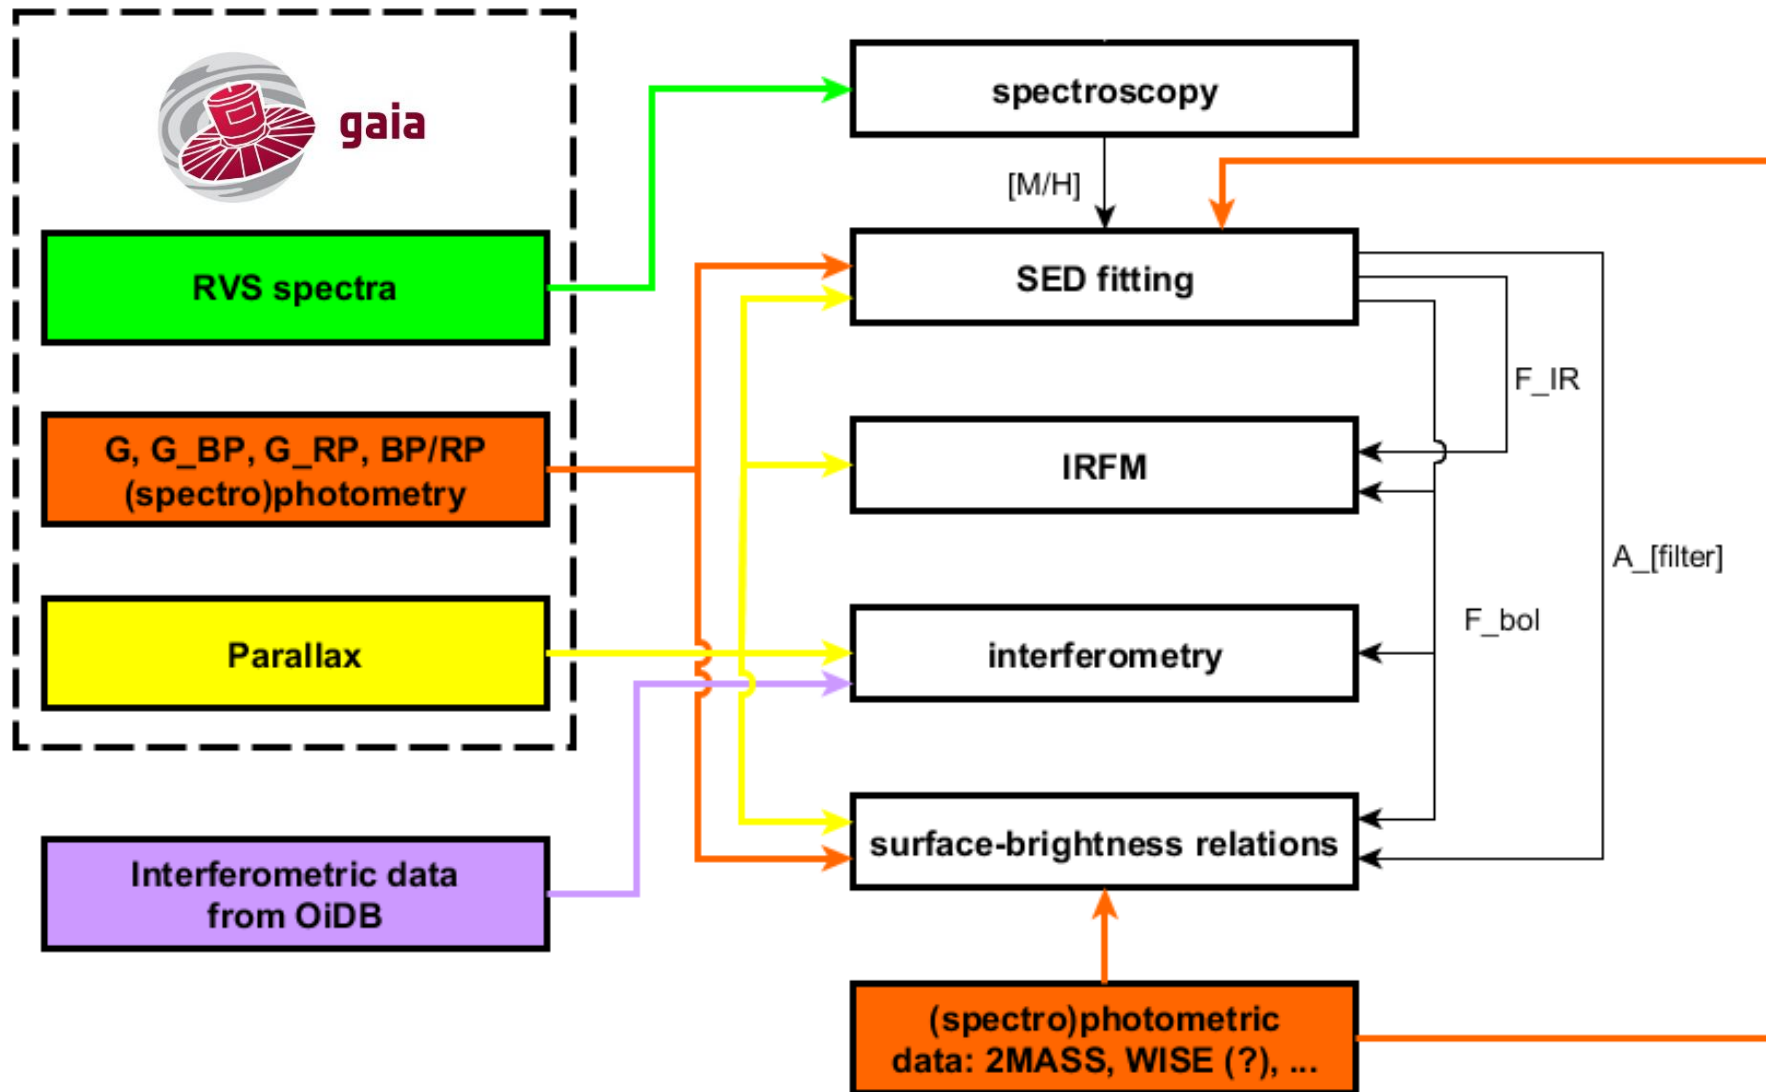 gaia
spectroscopy
[M/H]
RVS spectra
SED fitting
F_IR
G, G_BP, G_RP, BP/RP
(spectro)photometry
IRFM
A_[filter]
F_bol
Parallax
interferometry
surface-brightness relations
Interferometric data
from OiDB
(spectro)photometric
data: 2MASS, WISE (?), ...